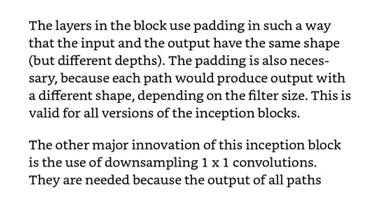 The layers in the block use padding in such a way
that the input and the output have the same shape
(but different depths). The padding is also neces-
sary, because each path would produce output with
a different shape, depending on the filter size. This is
valid for all versions of the inception blocks.
The other major innovation of this inception block
is the use of downsampling 1 x 1 convolutions.
They are needed because the output of all paths